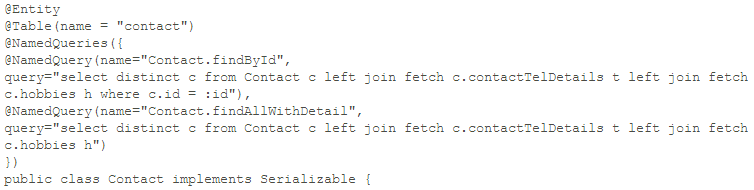 @Entity
@Table(name = "contact")
@NamedQueries({
@NamedQuery(name="Contact.findById",
query="select distinct c from Contact c left join fetch c.contactTelDetails t left join fetch
c.hobbies h where c.id = :id"),
@NamedQuery(name="Contact.findAllWithDetail",
query="select distinct c from Contact c left join fetch c.contactTelDetails t left join fetch
c.hobbies h")
})
public class Contact implements Serializable {